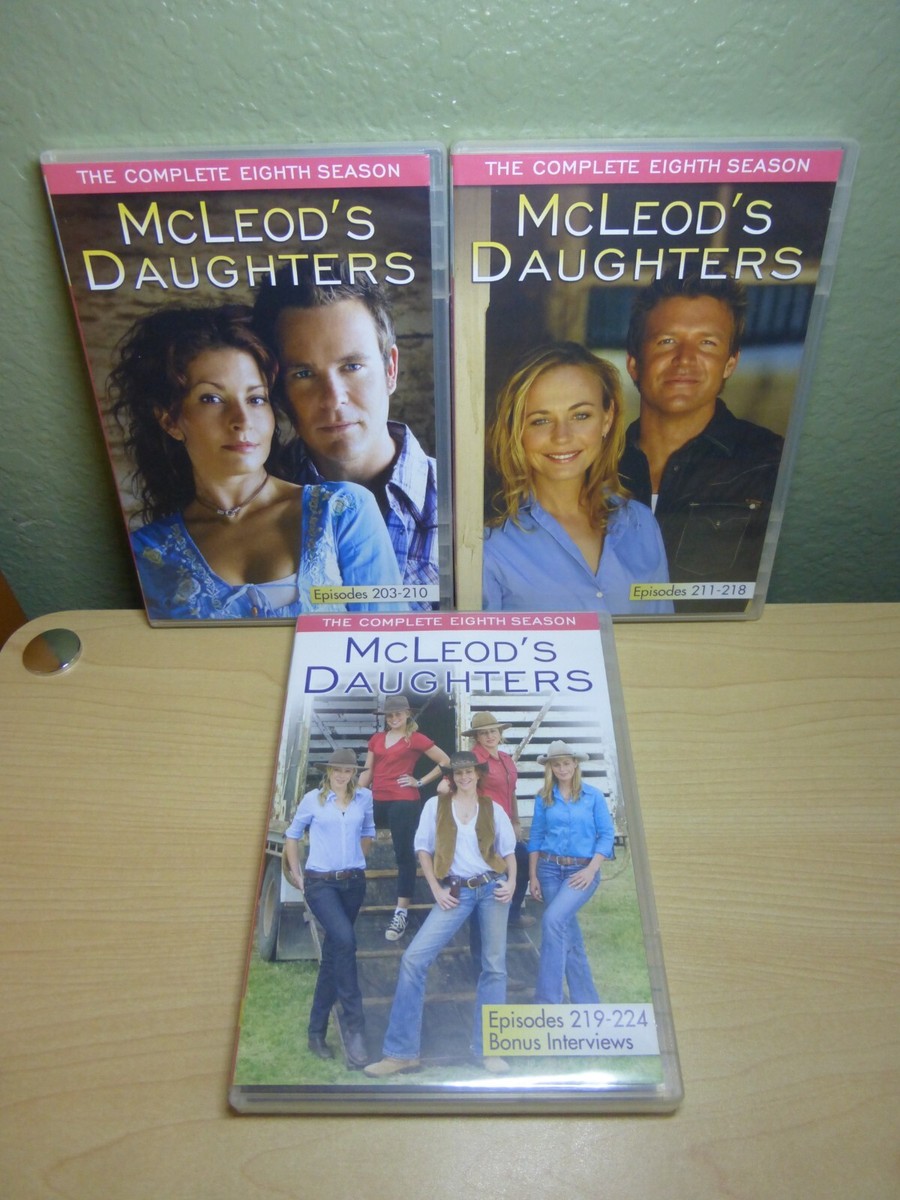 THE COMPLETE EIGHTH SEASON
McLEOD'S
DAUGHTERS
Episodes 203-210
THE COMPLETE EIGHTH SEASON
McLEOD'S
DAUGHTERS
Episodes 211-218
THE COMPLETE EIGHTH SEASON
McLEOD'S
DAUGHTERS
Episodes 219-224
Bonus Interviews